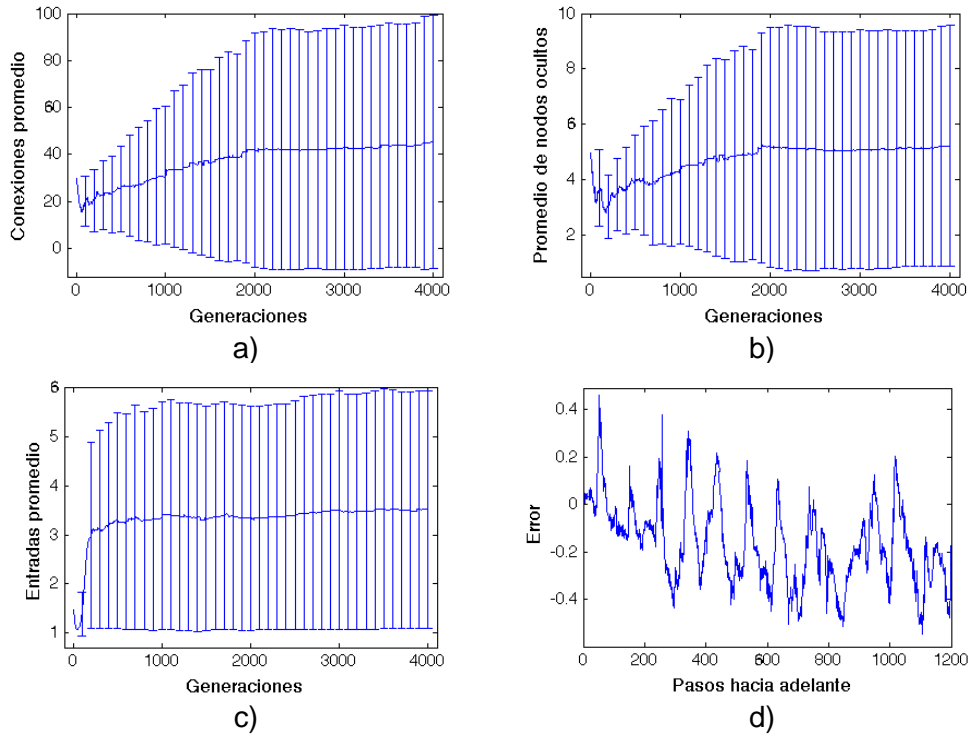 100
80
60
40
20
0
Conexiones promedio
0 1000 2000 3000 4000
Generaciones
a)
10
8
6
4
2
Promedio de nodos ocultos
0 1000 2000 3000 4000
Generaciones
b)
6
5
4
3
2
1
Entradas promedio
0 1000 2000 3000 4000
Generaciones
c)
0.4
0.2
0
-0.2
-0.4
Error
0 200 400 600 800 1000 1200
Pasos hacia adelante
d)